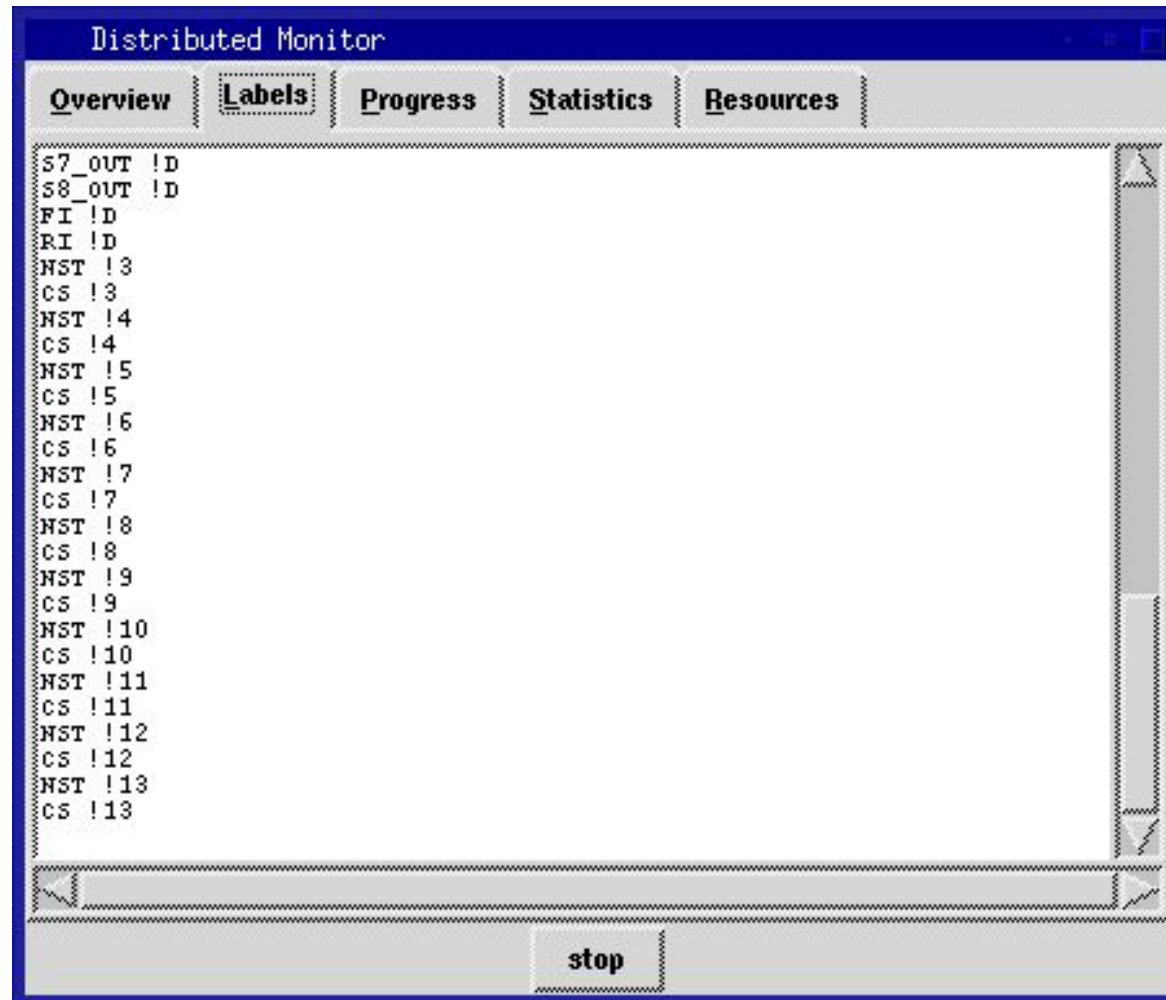 Distributed Monitor
Overview Labels Progress Statistics Resources
S7_OUT !D
S8_OUT !D
FI !D
RI !D
NST !3
CS !3
NST !4
CS !4
NST !5
CS !5
NST !6
CS !6
NST !7
CS !7
NST !8
CS !8
NST !9
CS !9
NST !10
CS !10
NST !11
CS !11
NST !12
CS !12
NST !13
CS !13
stop